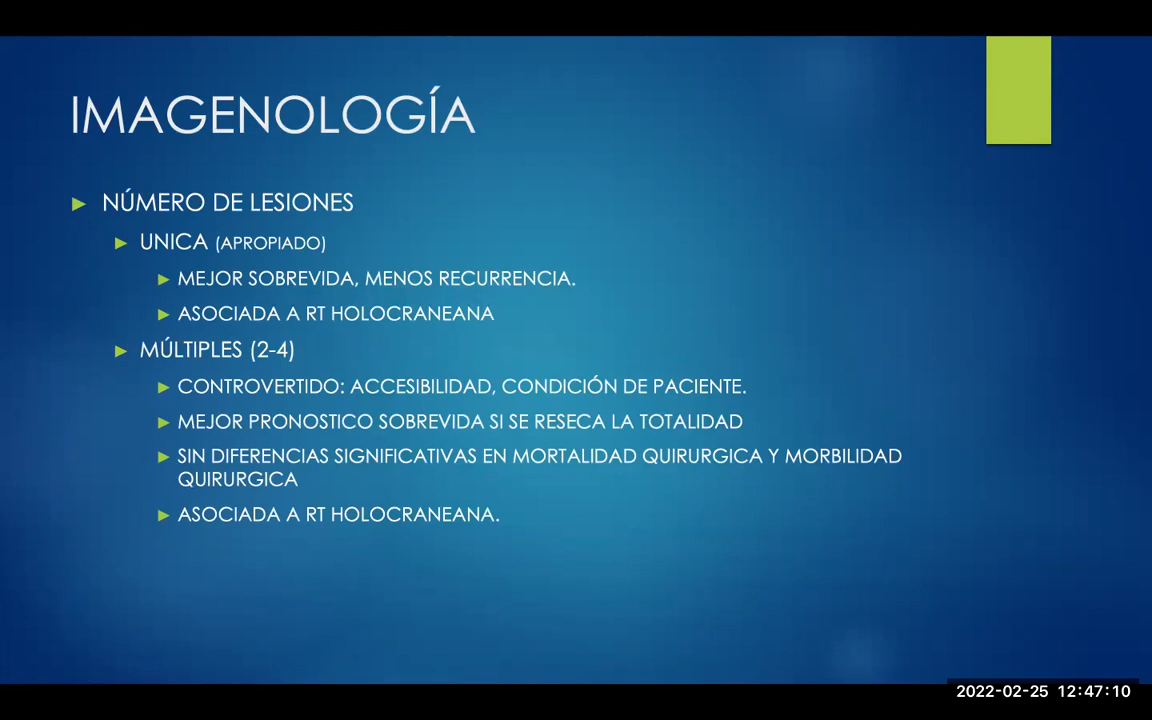 IMAGENOLOGÍA
NÚMERO DE LESIONES
UNICA (APROPIADO)
MEJOR SOBREVIDA, MENOS RECURRENCIA.
ASOCIADA A RT HOLOCRANEANA
MÚLTIPLES (2-4)
CONTROVERTIDO: ACCESIBILIDAD, CONDICIÓN DE PACIENTE.
MEJOR PRONOSTICO SOBREVIDA SI SE RESECA LA TOTALIDAD
SIN DIFERENCIAS SIGNIFICATIVAS EN MORTALIDAD QUIRURGICA Y MORBILIDAD
QUIRURGICA
ASOCIADA A RT HOLOCRANEANA.
2022-02-25 12:47:10